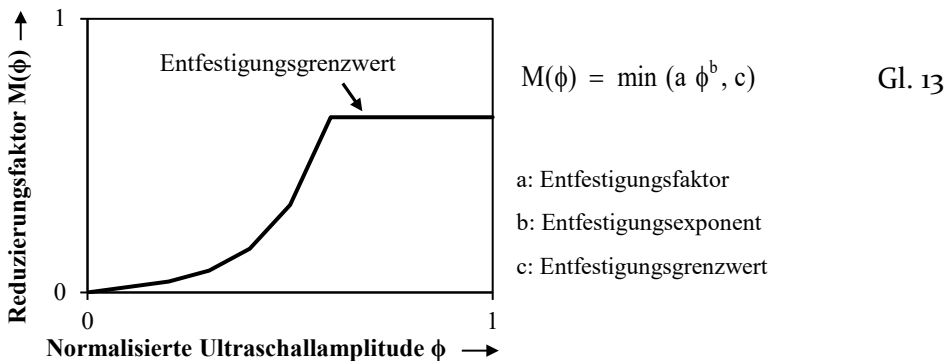 1
Entfestigungsgrenzwert
Reduzierungsfaktor M(ϕ) →
0
0
1
Normalisierte Ultraschallamplitude ϕ →
M(ϕ) = min (a ϕᵇ, c)
Gl. 13
a: Entfestigungsfaktor
b: Entfestigungsexponent
c: Entfestigungsgrenzwert